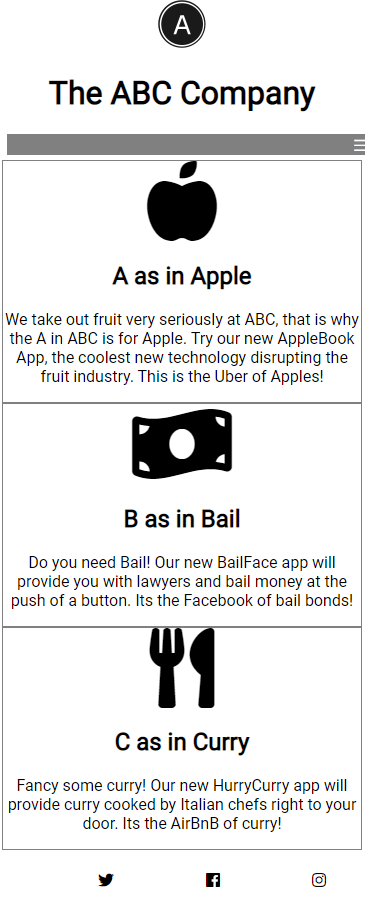 A
The ABC Company
A as in Apple
We take out fruit very seriously at ABC, that is why
the A in ABC is for Apple. Try our new AppleBook
App, the coolest new technology disrupting the
fruit industry. This is the Uber of Apples!
B as in Bail
Do you need Bail! Our new BailFace app will
provide you with lawyers and bail money at the
push of a button. Its the Facebook of bail bonds!
C as in Curry
Fancy some curry! Our new HurryCurry app will
provide curry cooked by Italian chefs right to your
door. Its the AirBnB of curry!